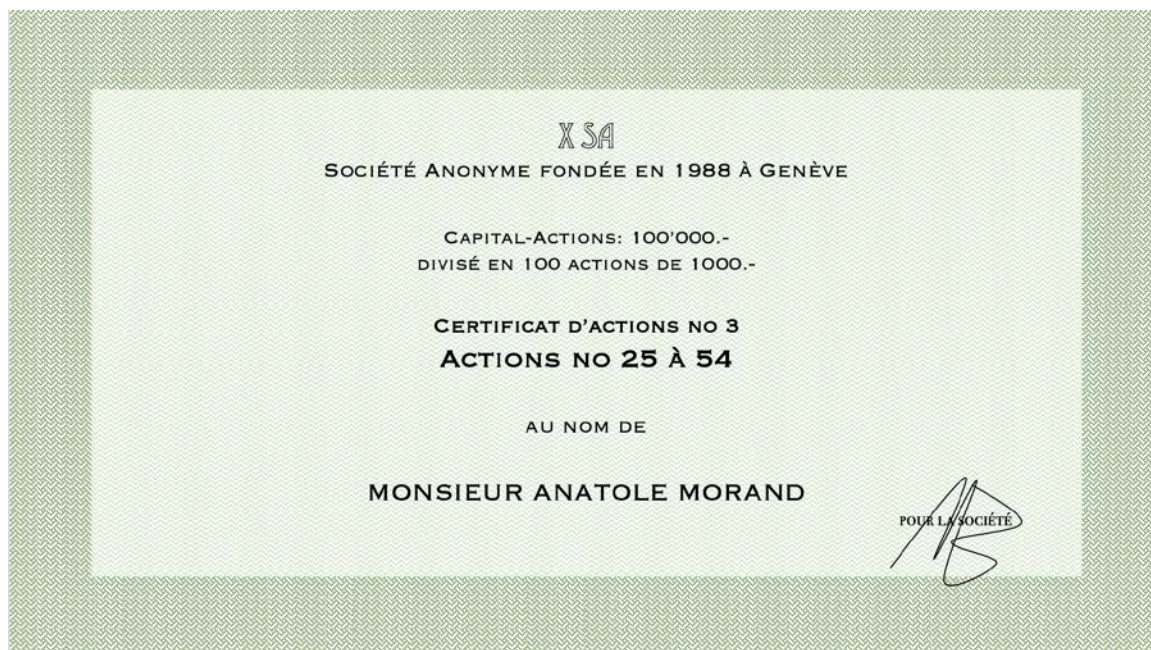 X SA
SOCIÉTÉ ANONYME FONDÉE EN 1988 À GENÈVE
CAPITAL-ACTIONS: 100'000.-
DIVISÉ EN 100 ACTIONS DE 1000.-
CERTIFICAT D'ACTIONS NO 3
ACTIONS NO 25 À 54
AU NOM DE
MONSIEUR ANATOLE MORAND
POUR LA SOCIÉTÉ